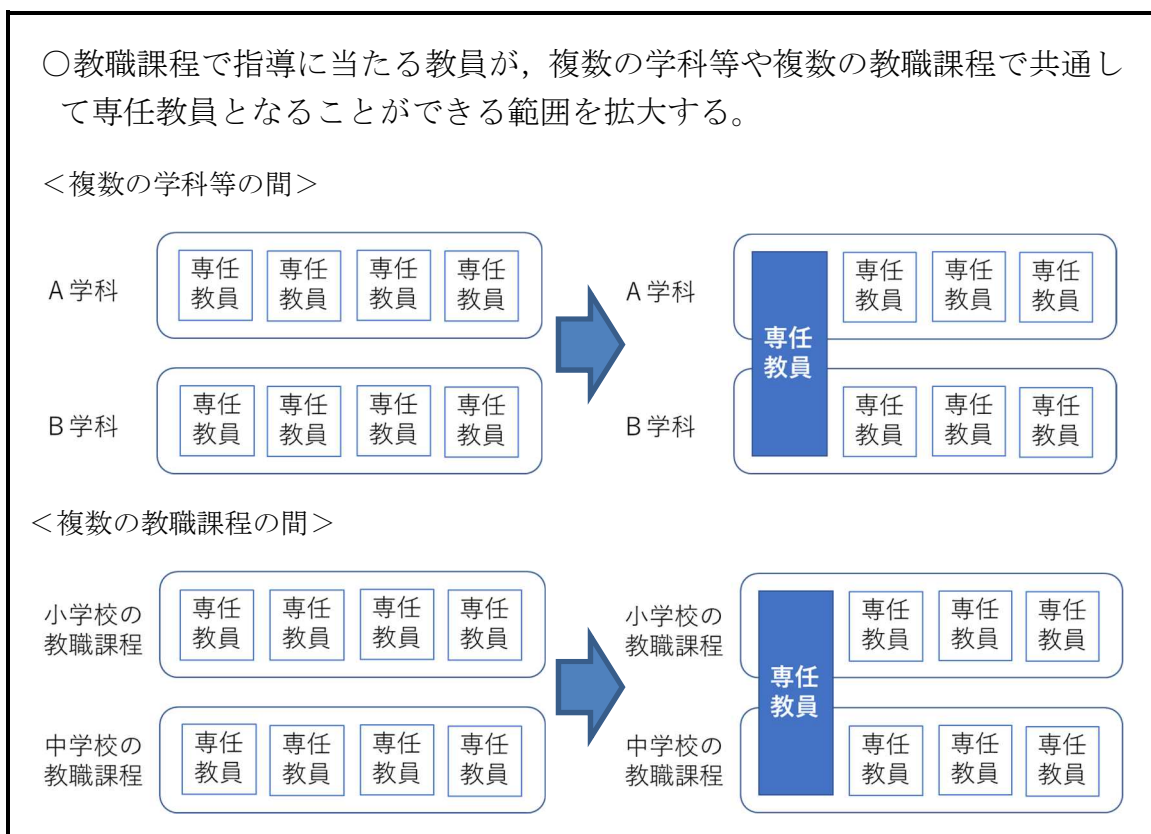 ○教職課程で指導に当たる教員が，複数の学科等や複数の教職課程で共通し
て専任教員となることができる範囲を拡大する。
＜複数の学科等の間＞
A学科
専任
教員
専任
教員
専任
教員
専任
教員
B学科
専任
教員
専任
教員
専任
教員
専任
教員
A学科
専任
教員
専任
教員
専任
教員
専任
教員
B学科
専任
教員
専任
教員
専任
教員
＜複数の教職課程の間＞
小学校の
教職課程
専任
教員
専任
教員
専任
教員
専任
教員
中学校の
教職課程
専任
教員
専任
教員
専任
教員
専任
教員
小学校の
教職課程
専任
教員
専任
教員
専任
教員
専任
教員
中学校の
教職課程
専任
教員
専任
教員
専任
教員